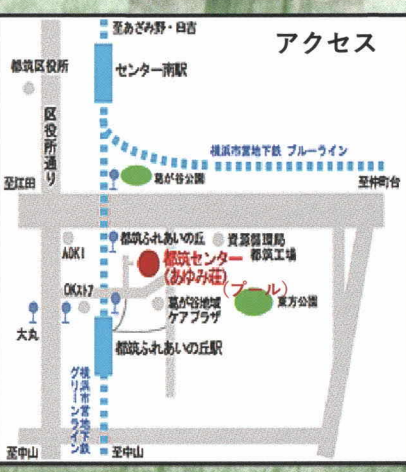 アクセス
至あざみ野・日吉
都筑区役所
センター南駅
区役所通り
横浜市営地下鉄 ブルーライン
至江田
葛が谷公園
至仲町台
AOKI
都筑ふれあいの丘
資源循環局
都筑工場
都筑センター
(あゆみ荘)
(プール)
OKストア
葛が谷地域
ケアプラザ
東方公園
大丸
都筑ふれあいの丘駅
横浜市営地下鉄
グリーンライン
至中山
至中山